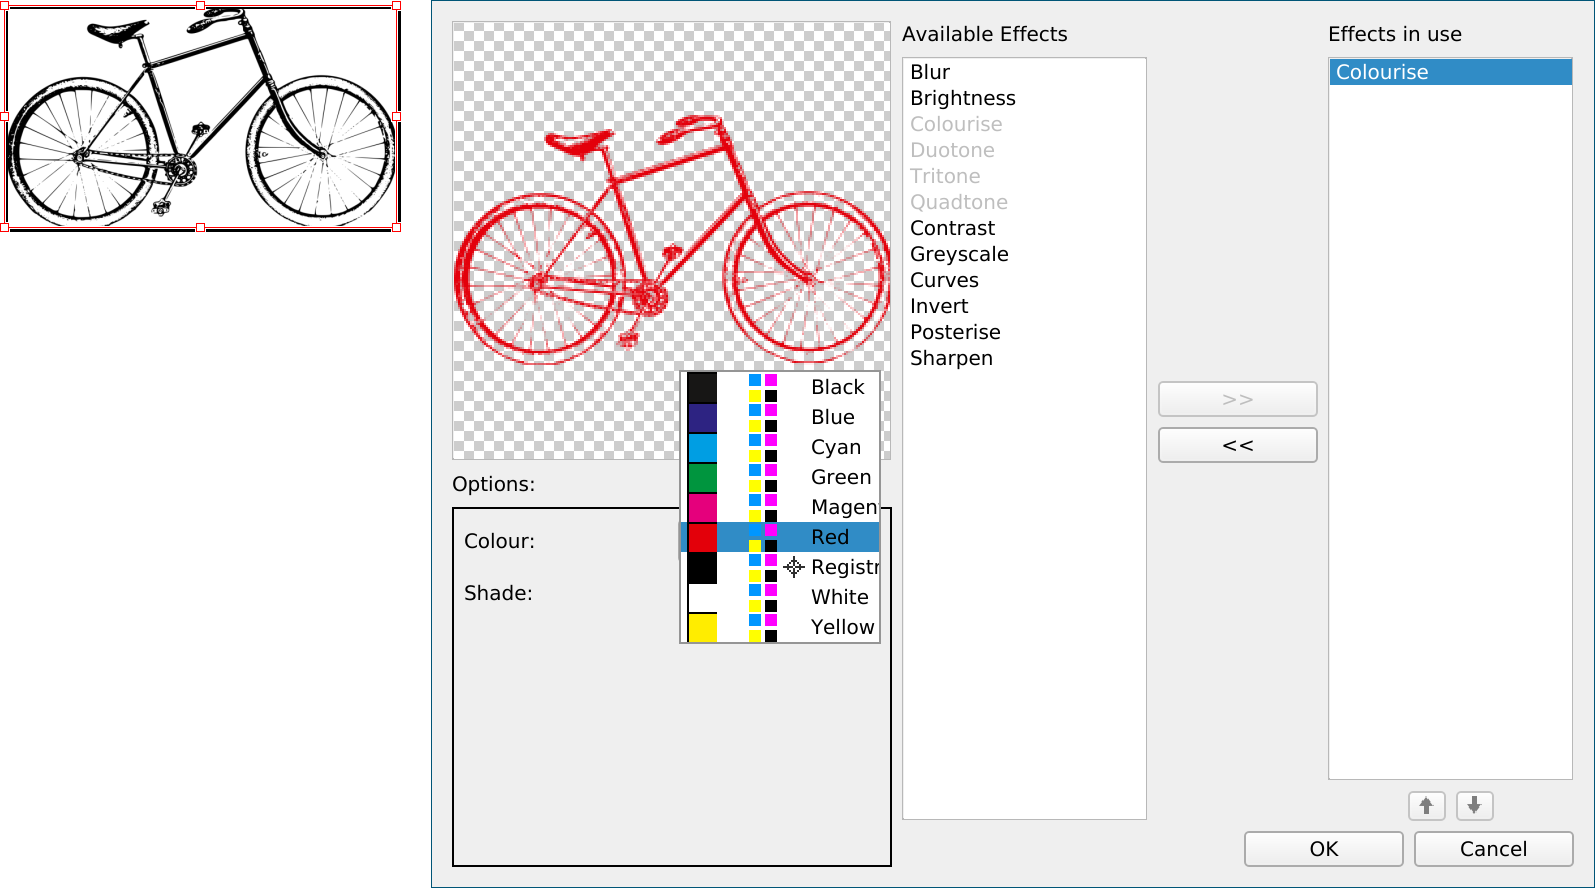 Available Effects
Effects in use
Blur
Brightness
Colourise
Duotone
Tritone
Quadtone
Contrast
Greyscale
Curves
Invert
Posterise
Sharpen
Colourise
>>
<<
Options:
Colour:
Shade:
Black
Blue
Cyan
Green
Magen
Red
Registr
White
Yellow
OK
Cancel